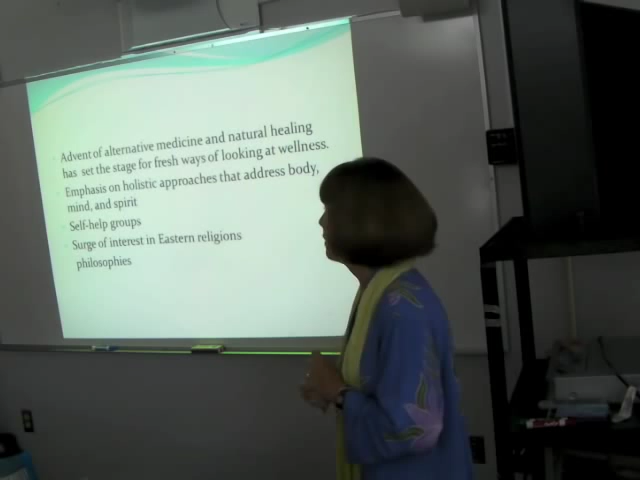 Advent of alternative medicine and natural healing
has set the stage for fresh ways of looking at wellness.
Emphasis on holistic approaches that address body,
mind, and spirit
Self-help groups
Surge of interest in Eastern religions
philosophies